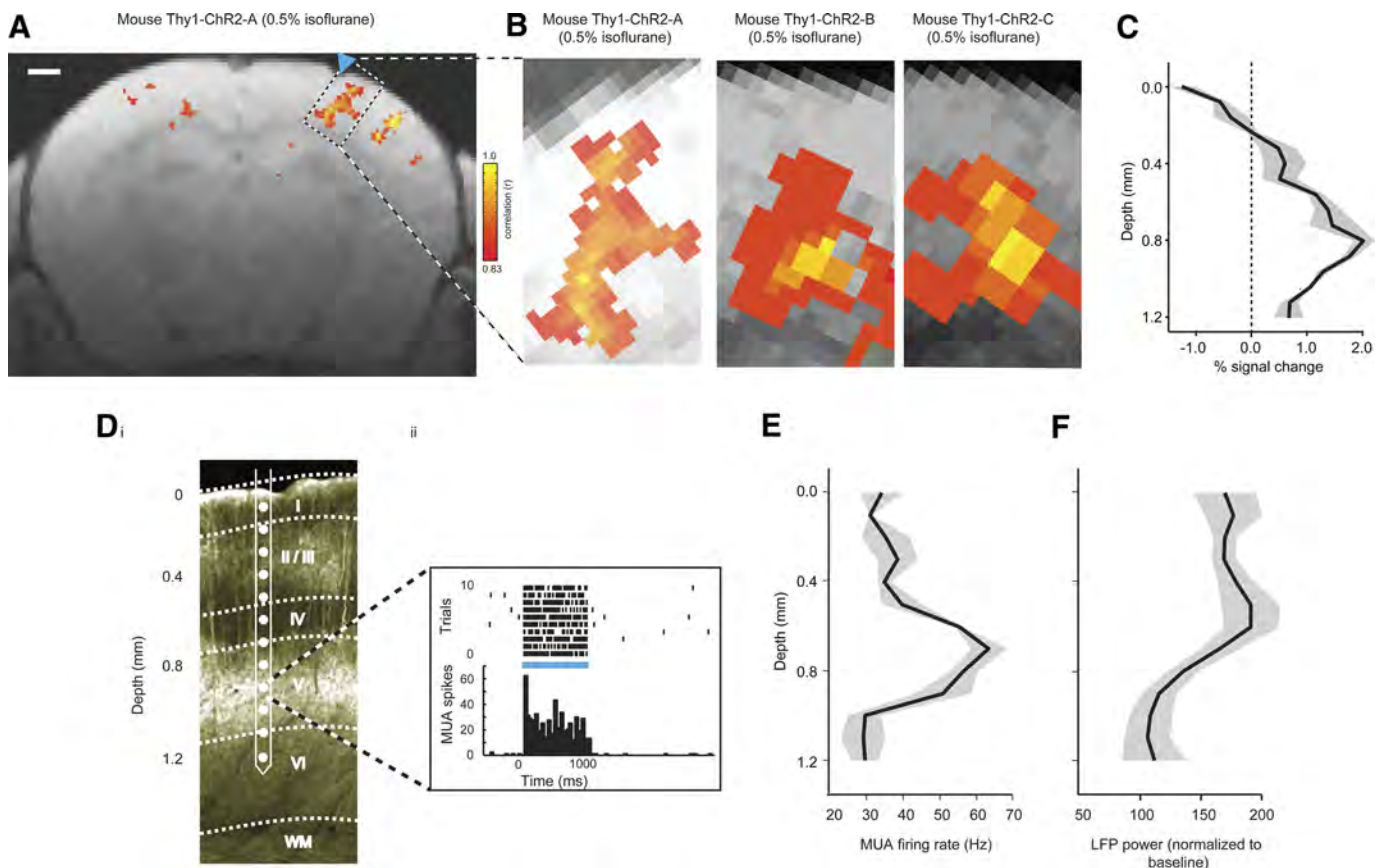 A
Mouse Thy1-ChR2-A (0.5% isoflurane)
1.0
correlation (r)
0.83
B
Mouse Thy1-ChR2-A
(0.5% isoflurane)
Mouse Thy1-ChR2-B
(0.5% isoflurane)
Mouse Thy1-ChR2-C
(0.5% isoflurane)
C
0.0
0.4
0.8
1.2
Depth (mm)
-1.0 0.0 1.0 2.0
% signal change
D i
0
0.4
0.8
1.2
Depth (mm)
I
II / III
IV
V
VI
WM
ii
10
0
Trials
60
40
20
0
MUA spikes
0 1000
Time (ms)
E
0.0
0.4
0.8
1.2
Depth (mm)
20 30 40 50 60 70
MUA firing rate (Hz)
F
0.0
0.4
0.8
1.2
Depth (mm)
50 100 150 200
LFP power (normalized to
baseline)